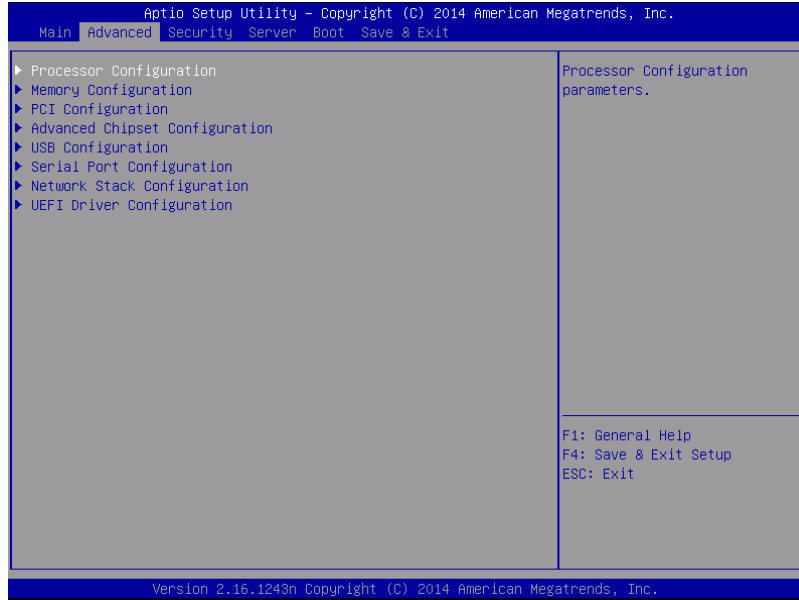 Aptio Setup Utility – Copyright (C) 2014 American Megatrends, Inc.
Main Advanced Security Server Boot Save & Exit
Processor Configuration
Memory Configuration
PCI Configuration
Advanced Chipset Configuration
USB Configuration
Serial Port Configuration
Network Stack Configuration
UEFI Driver Configuration
Processor Configuration
parameters.
F1: General Help
F4: Save & Exit Setup
ESC: Exit
Version 2.16.1243n Copyright (C) 2014 American Megatrends, Inc.